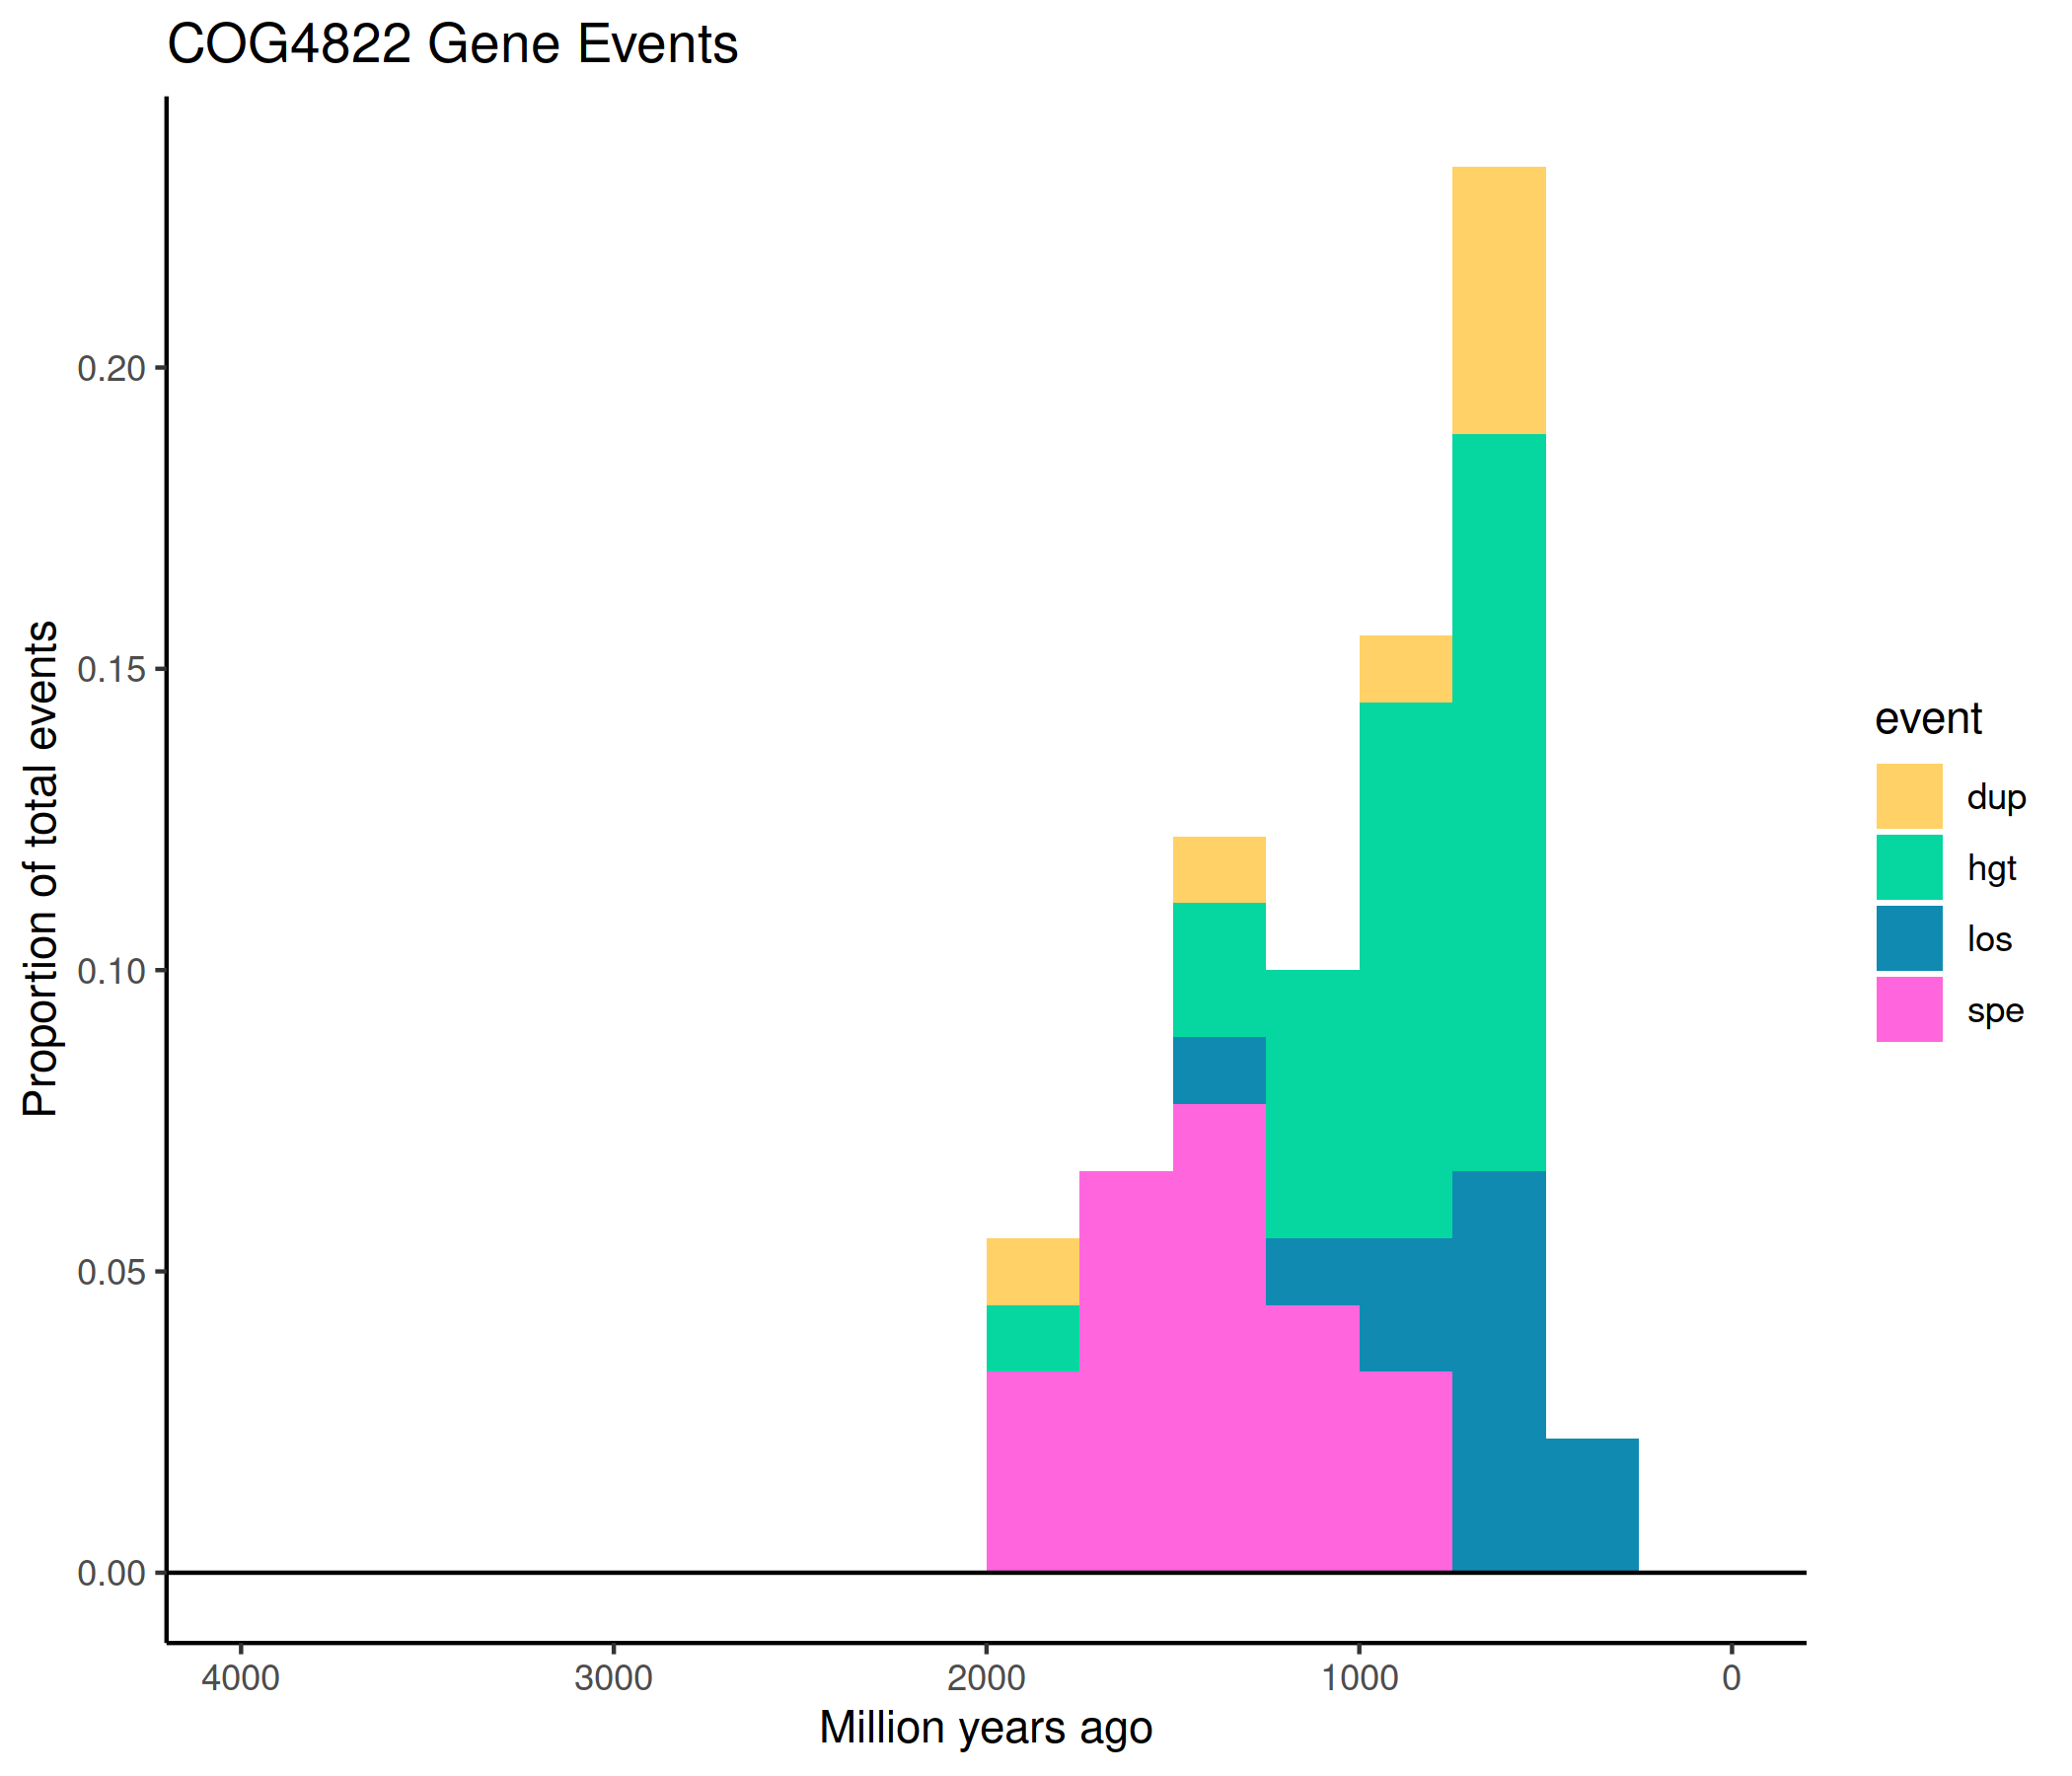 COG4822 Gene Events
Proportion of total events
0.20
0.15
0.10
0.05
0.00
4000 3000 2000 1000 0
Million years ago
event
dup
hgt
los
spe